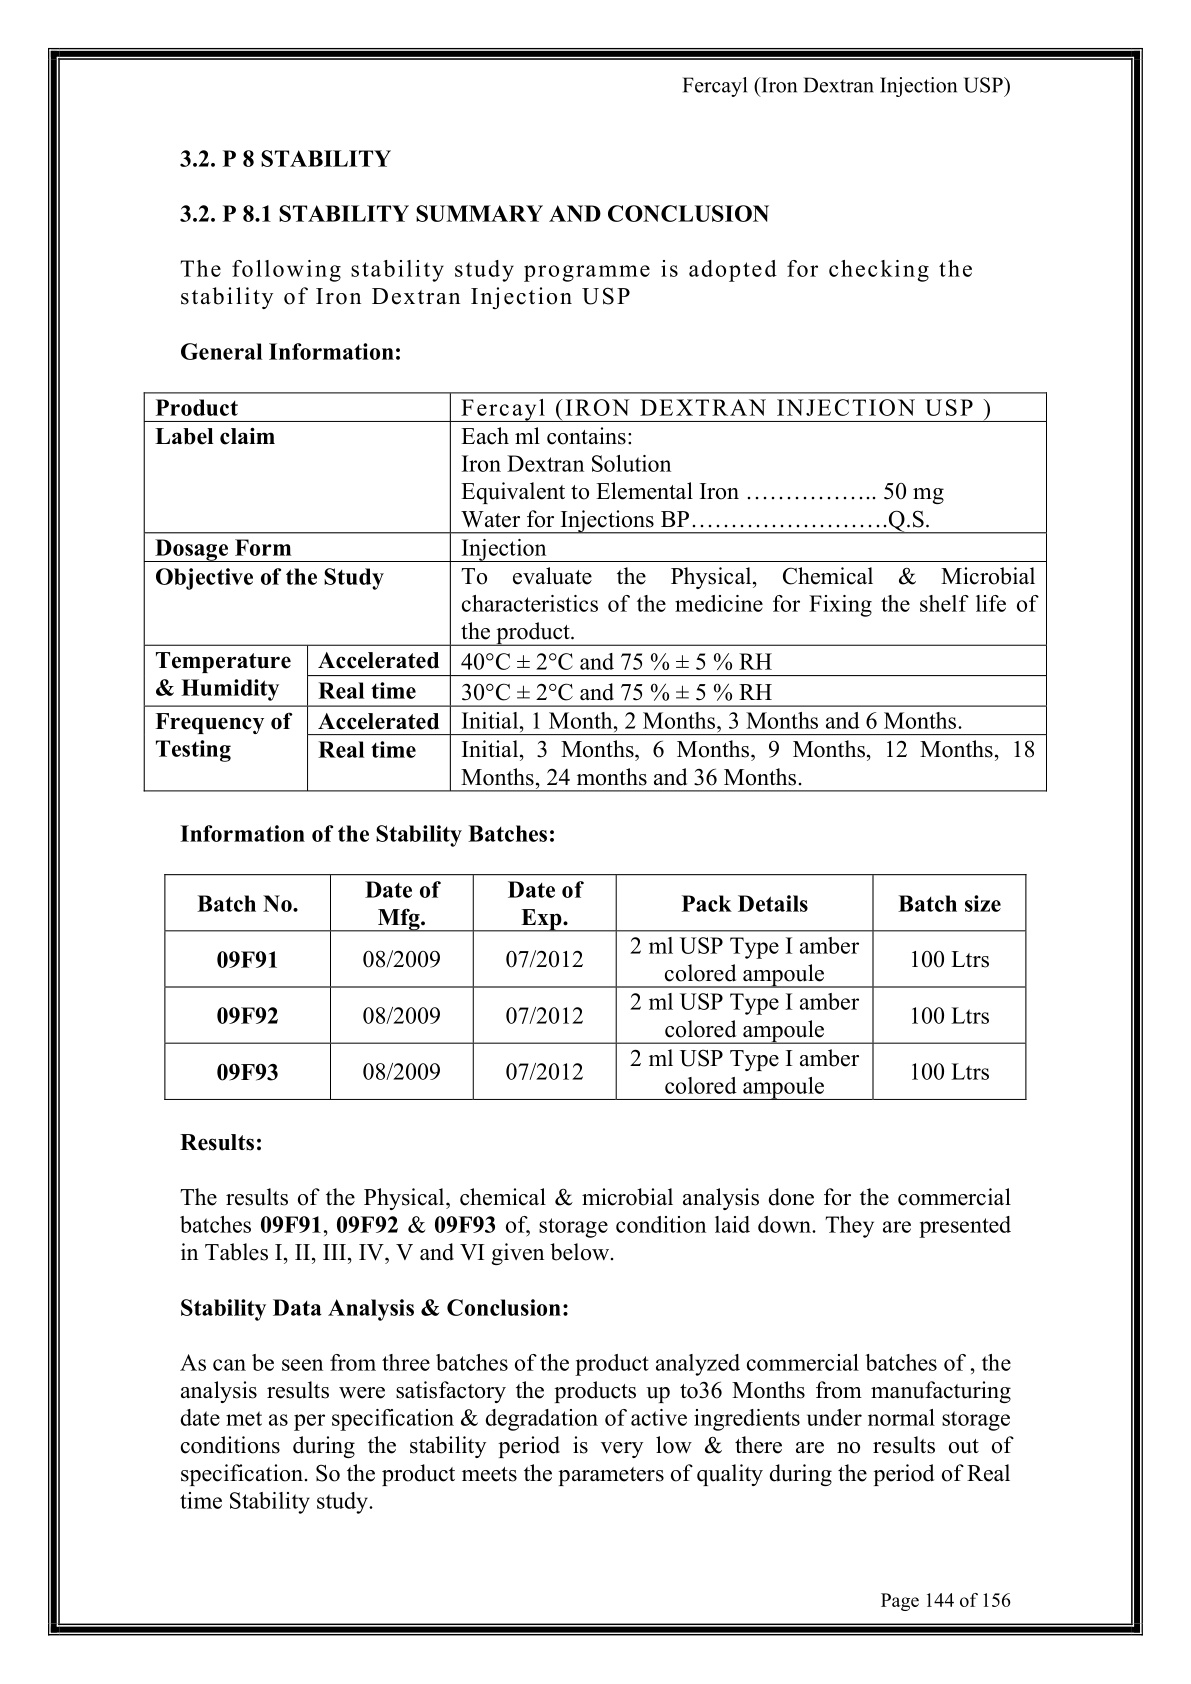 Fercayl (Iron Dextran Injection USP)
3.2. P 8 STABILITY
3.2. P 8.1 STABILITY SUMMARY AND CONCLUSION
The following stability study programme is adopted for checking the
stability of Iron Dextran Injection USP
General Information:
Product Fercayl (IRON DEXTRAN INJECTION USP )
Label claim Each ml contains:
Iron Dextran Solution
Equivalent to Elemental Iron …………….. 50 mg
Water for Injections BP…………………….Q.S.
Dosage Form Injection
Objective of the Study To evaluate the Physical, Chemical & Microbial
characteristics of the medicine for Fixing the shelf life of
the product.
Temperature Accelerated 40°C ± 2°C and 75 % ± 5 % RH
& Humidity Real time 30°C ± 2°C and 75 % ± 5 % RH
Frequency of Accelerated Initial, 1 Month, 2 Months, 3 Months and 6 Months.
Testing Real time Initial, 3 Months, 6 Months, 9 Months, 12 Months, 18
Months, 24 months and 36 Months.
Information of the Stability Batches:
Batch No. Date of Mfg. Date of Exp. Pack Details Batch size
09F91 08/2009 07/2012 2 ml USP Type I amber colored ampoule 100 Ltrs
09F92 08/2009 07/2012 2 ml USP Type I amber colored ampoule 100 Ltrs
09F93 08/2009 07/2012 2 ml USP Type I amber colored ampoule 100 Ltrs
Results:
The results of the Physical, chemical & microbial analysis done for the commercial
batches 09F91, 09F92 & 09F93 of, storage condition laid down. They are presented
in Tables I, II, III, IV, V and VI given below.
Stability Data Analysis & Conclusion:
As can be seen from three batches of the product analyzed commercial batches of , the
analysis results were satisfactory the products up to36 Months from manufacturing
date met as per specification & degradation of active ingredients under normal storage
conditions during the stability period is very low & there are no results out of
specification. So the product meets the parameters of quality during the period of Real
time Stability study.
Page 144 of 156